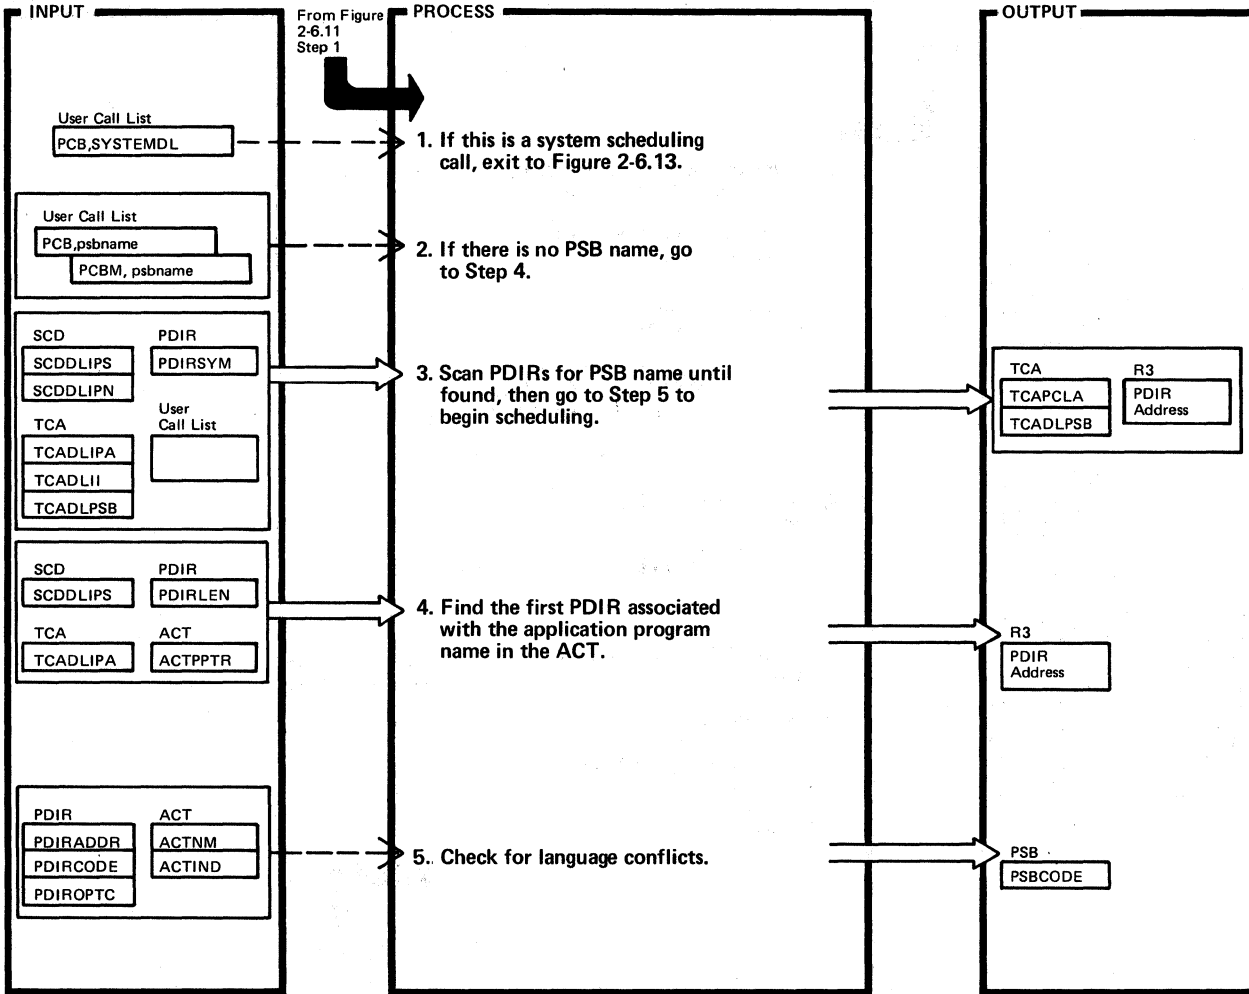 INPUT
From Figure
2-6.11
Step 1
PROCESS
OUTPUT
User Call List
PCB,SYSTEMDL
1. If this is a system scheduling
call, exit to Figure 2-6.13.
User Call List
PCB,psbname
PCBM, psbname
2. If there is no PSB name, go
to Step 4.
SCD
SCDDLIPS
SCDDLIPN
PDIR
PDIRSYM
TCA
TCADLIPA
TCADLII
TCADLPSB
User
Call List
3. Scan PDIRs for PSB name until
found, then go to Step 5 to
begin scheduling.
TCA
TCAPCLA
TCADLPSB
R3
PDIR
Address
SCD
SCDDLIPS
PDIR
PDIRLEN
TCA
TCADLIPA
ACT
ACTPPTR
4. Find the first PDIR associated
with the application program
name in the ACT.
R3
PDIR
Address
PDIR
PDIRADDR
PDIRCODE
PDIROPTC
ACT
ACTNM
ACTIND
5. Check for language conflicts.
PSB
PSBCODE